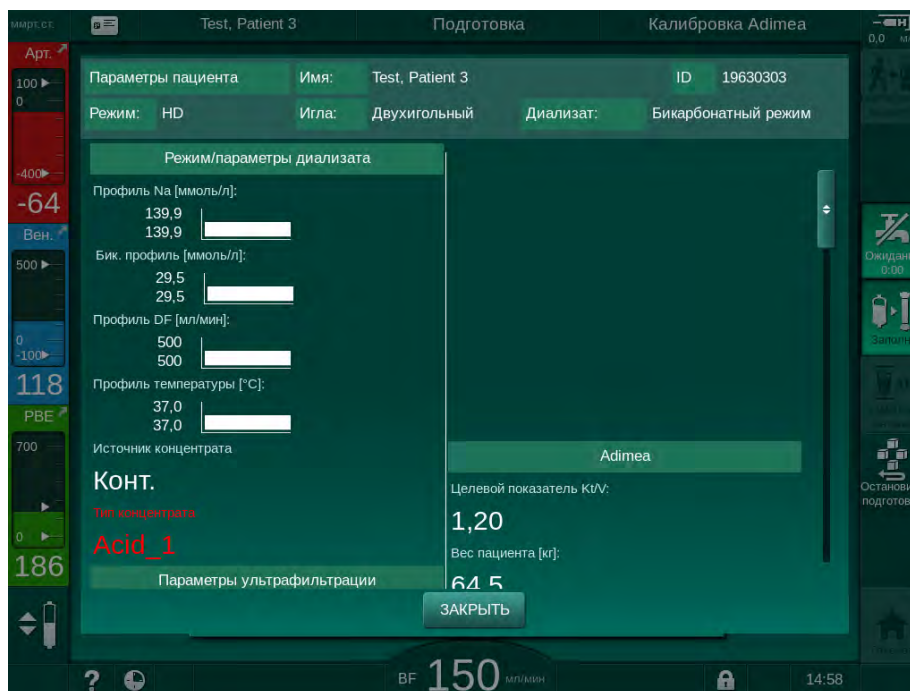 ммрт.ст.
Test, Patient 3
Подготовка
Калибровка Adimea
0,0
Арт.
100
0
-400
-64
Вен.
500
0
-100
118
PBE
700
0
186
Параметры пациента
Имя:
Test, Patient 3
ID
19630303
Режим:
HD
Игла:
Двухигольный
Диализат:
Бикарбонатный режим
Режим/параметры диализата
Профиль Na [ммоль/л]:
139,9
139,9
Бик. профиль [ммоль/л]:
29,5
29,5
Профиль DF [мл/мин]:
500
500
Профиль температуры [°C]:
37,0
37,0
Источник концентрата
Конт.
Тип концентрата
Acid_1
Параметры ультрафильтрации
Adimea
Целевой показатель Kt/V:
1,20
Вес пациента [кг]:
64,5
ЗАКРЫТЬ
Ожидани
0:00
Заполн
Останови
подготов
?
BF 150 мл/мин
14:58